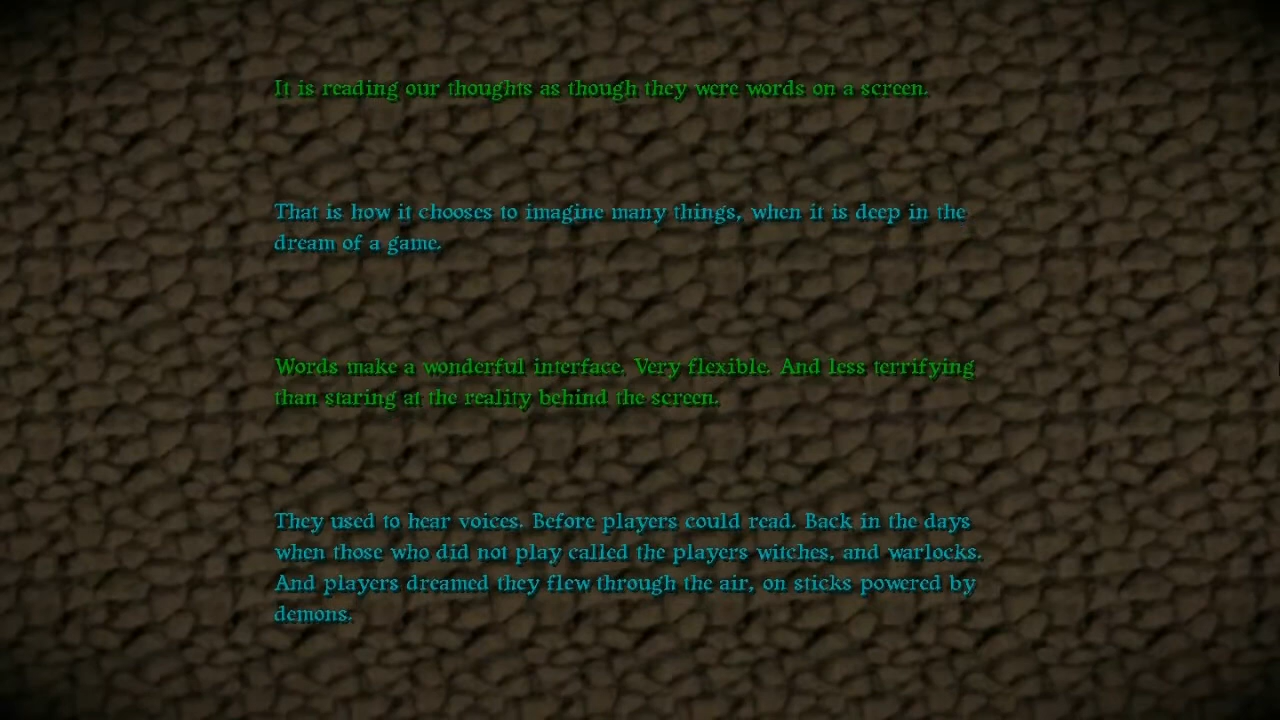 It is reading our thoughts as though they were words on a screen.
That is how it chooses to imagine many things, when it is deep in the
dream of a game.
Words make a wonderful interface. Very flexible. And less terrifying
than staring at the reality behind the screen.
They used to hear voices. Before players could read. Back in the days
when those who did not play called the players witches, and warlocks.
And players dreamed they flew through the air, on sticks powered by
demons.